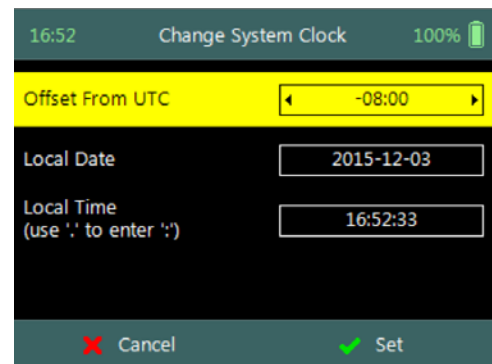 16:52 Change System Clock 100%
Offset From UTC -08:00
Local Date 2015-12-03
Local Time
(use '.' to enter ':') 16:52:33
Cancel Set